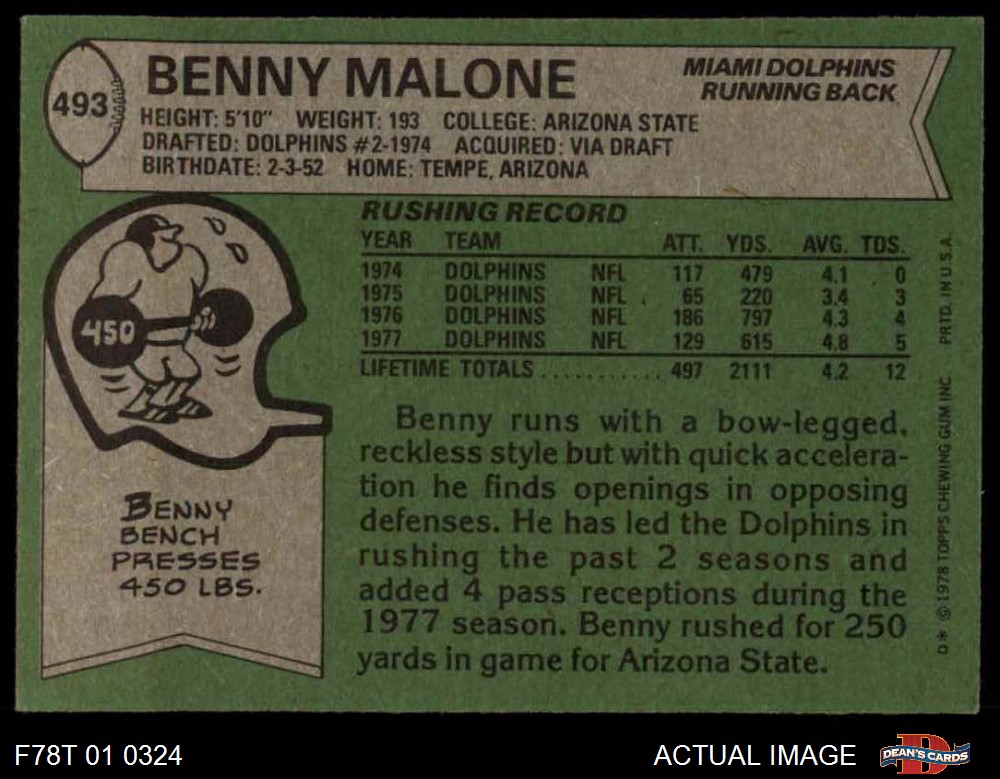 493
BENNY MALONE
MIAMI DOLPHINS
RUNNING BACK
HEIGHT: 5'10" WEIGHT: 193 COLLEGE: ARIZONA STATE
DRAFTED: DOLPHINS #2-1974 ACQUIRED: VIA DRAFT
BIRTHDATE: 2-3-52 HOME: TEMPE, ARIZONA
RUSHING RECORD
YEAR TEAM ATT. YDS. AVG. TDS.
1974 DOLPHINS NFL 117 479 4.1 0
1975 DOLPHINS NFL 65 220 3.4 3
1976 DOLPHINS NFL 186 797 4.3 4
1977 DOLPHINS NFL 129 615 4.8 5
LIFETIME TOTALS........... 497 2111 4.2 12
450
BENNY
BENCH
PRESSES
450 LBS.
Benny runs with a bow-legged,
reckless style but with quick accelera-
tion he finds openings in opposing
defenses. He has led the Dolphins in
rushing the past 2 seasons and
added 4 pass receptions during the
1977 season. Benny rushed for 250
yards in game for Arizona State.
D* © 1978 TOPPS CHEWING GUM INC. PRTD. IN U.S.A.
F78T 01 0324
ACTUAL IMAGE
DEAN'S CARDS